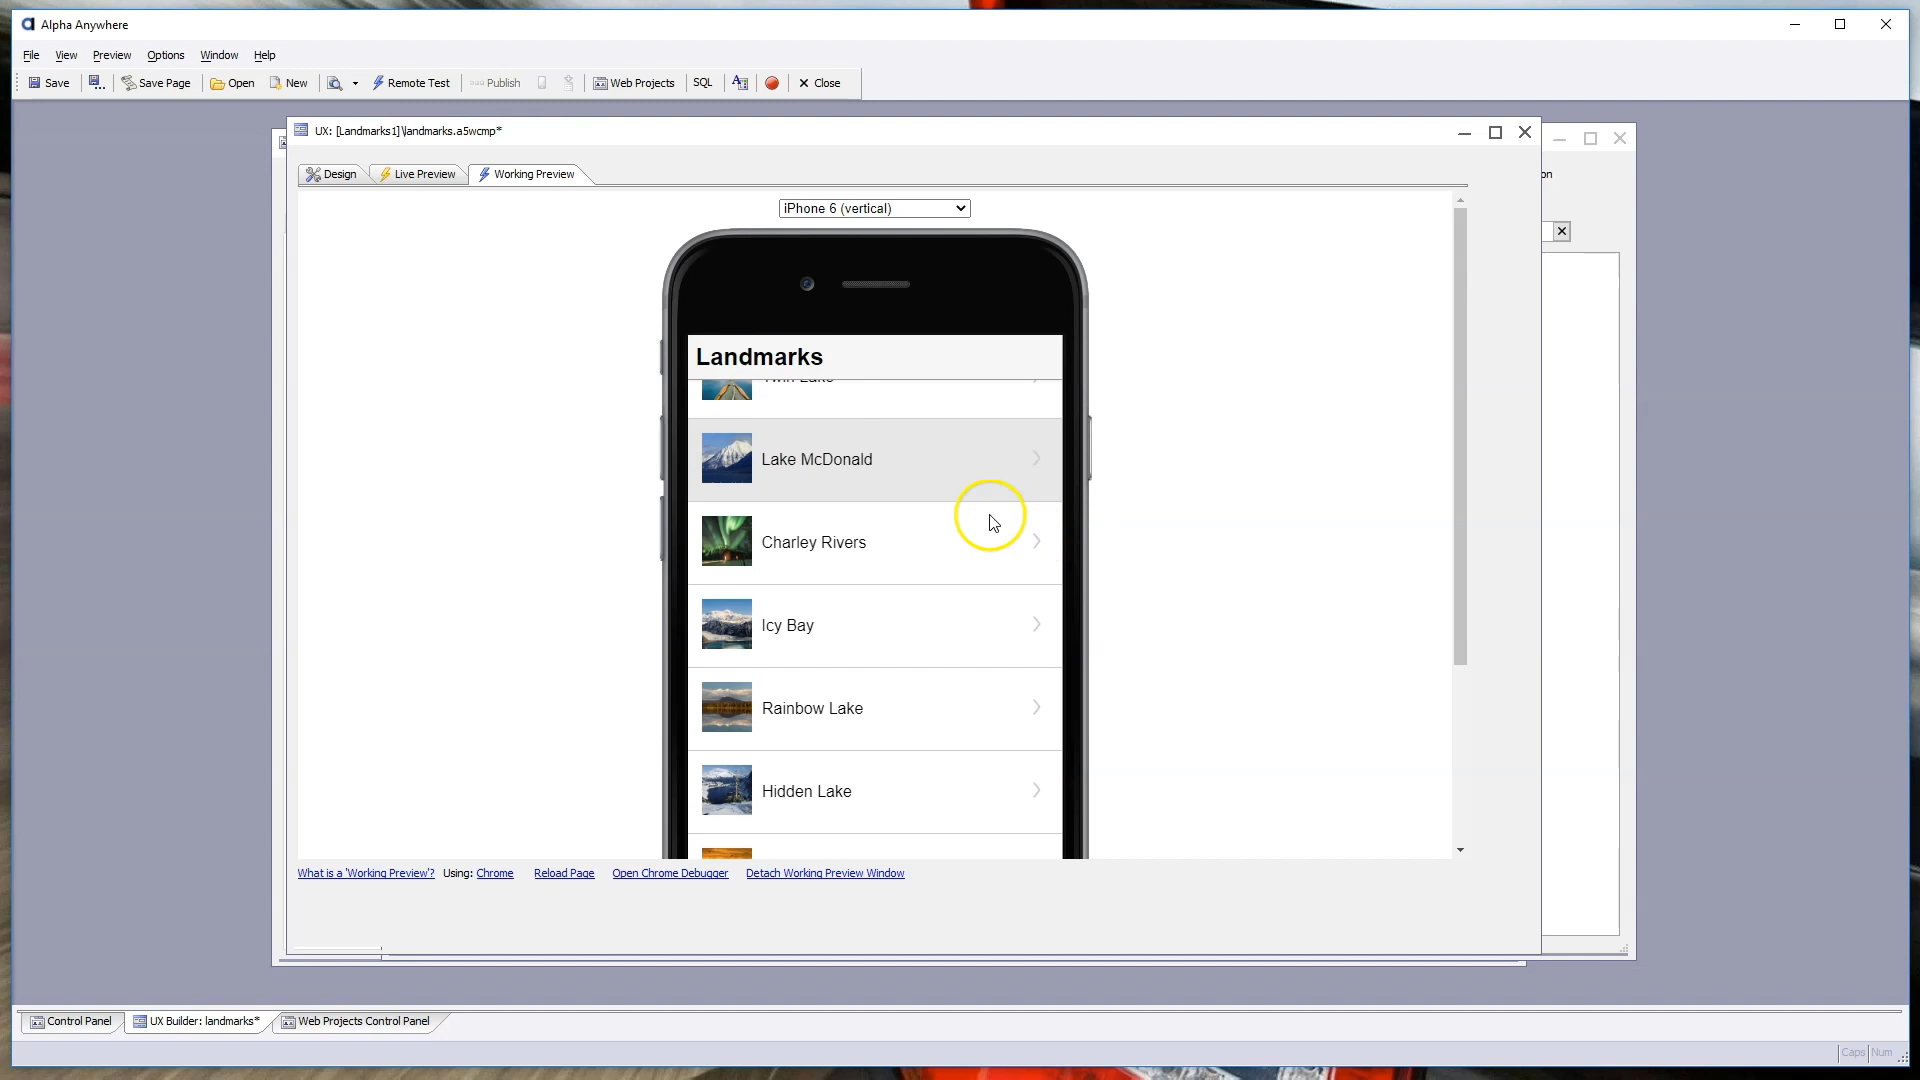 Alpha Anywhere
File View Preview Options Window Help
Save Save Page Open New Remote Test Publish Web Projects SQL Close
UX: [Landmarks1]\landmarks.a5wcmp*
Design Live Preview Working Preview
on
iPhone 6 (vertical)
Landmarks
Twin Lake
Lake McDonald
Charley Rivers
Icy Bay
Rainbow Lake
Hidden Lake
What is a 'Working Preview'? Using: Chrome Reload Page Open Chrome Debugger Detach Working Preview Window
Control Panel UX Builder: landmarks* Web Projects Control Panel
Caps Num